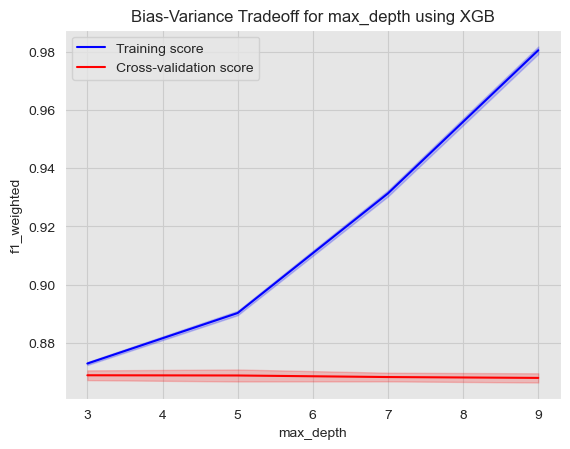 Bias-Variance Tradeoff for max_depth using XGB
Training score
Cross-validation score
0.98
0.96
0.94
0.92
0.90
0.88
f1_weighted
3 4 5 6 7 8 9
max_depth